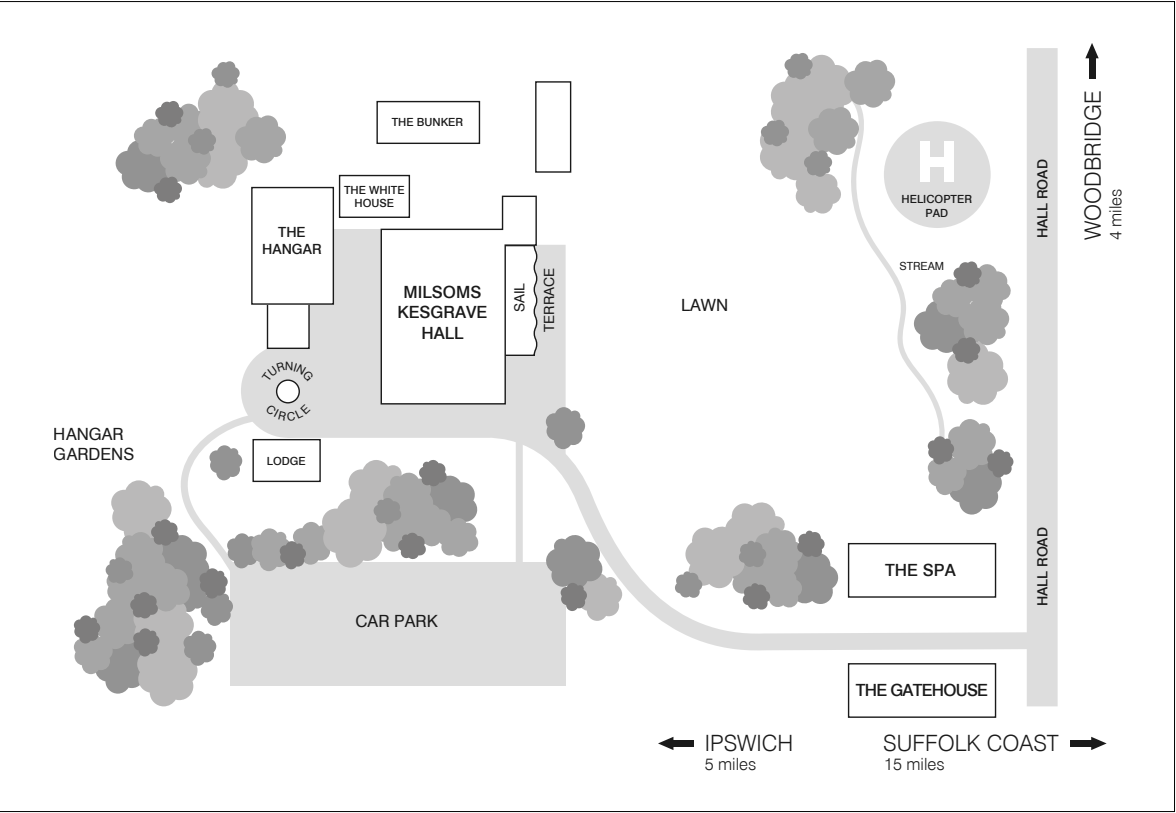 THE BUNKER
THE WHITE
HOUSE
THE
HANGAR
MILSOMS
KESGRAVE
HALL
SAIL
TERRACE
TURNING
CIRCLE
HANGAR
GARDENS
LODGE
CAR PARK
LAWN
STREAM
H
HELICOPTER
PAD
HALL ROAD
WOODBRIDGE
4 miles
HALL ROAD
THE SPA
THE GATEHOUSE
IPSWICH
5 miles
SUFFOLK COAST
15 miles